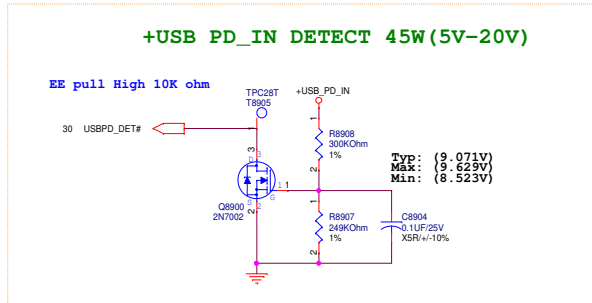 +USB PD_IN DETECT 45W(5V-20V)
EE pull High 10K ohm
TPC28T
T8905
+USB_PD_IN
30 USBPD_DET#
1
1
R8908
300KOhm
1%
2
3
3
D
Typ: (9.071V)
Max: (9.629V)
Min: (8.523V)
1
1
G
S
2
2
Q8900
2N7002
1
R8907
249KOhm
1%
2
C8904
0.1UF/25V
X5R/+/-10%